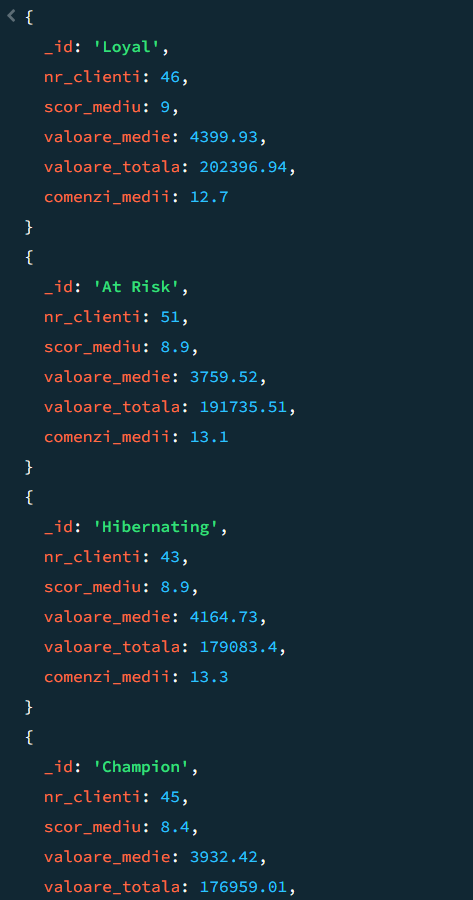 {
_id: 'Loyal',
nr_clienti: 46,
scor_mediu: 9,
valoare_medie: 4399.93,
valoare_totala: 202396.94,
comenzi_medii: 12.7
}
{
_id: 'At Risk',
nr_clienti: 51,
scor_mediu: 8.9,
valoare_medie: 3759.52,
valoare_totala: 191735.51,
comenzi_medii: 13.1
}
{
_id: 'Hibernating',
nr_clienti: 43,
scor_mediu: 8.9,
valoare_medie: 4164.73,
valoare_totala: 179083.4,
comenzi_medii: 13.3
}
{
_id: 'Champion',
nr_clienti: 45,
scor_mediu: 8.4,
valoare_medie: 3932.42,
valoare_totala: 176959.01,